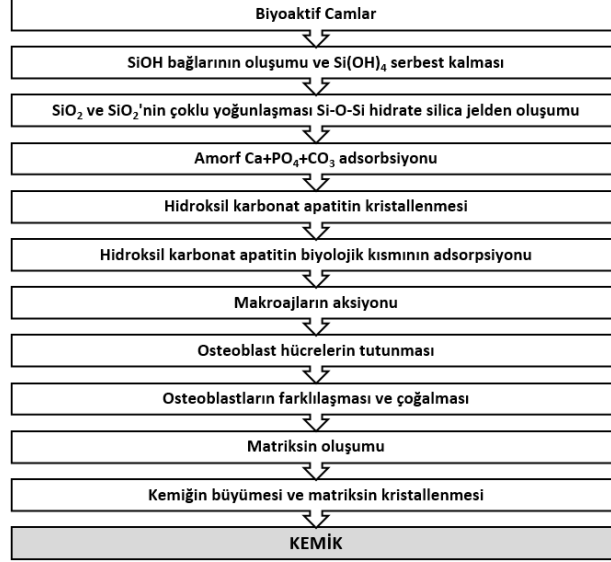 Biyoaktif Camlar
SiOH bağlarının oluşumu ve Si(OH)₄ serbest kalması
SiO₂ ve SiO₂'nin çoklu yoğunlaşması Si-O-Si hidrate silica jelden oluşumu
Amorf Ca+PO₄+CO₃ adsorbsiyonu
Hidroksil karbonat apatitin kristallenmesi
Hidroksil karbonat apatitin biyolojik kısmının adsorpsiyonu
Makroajların aksiyonu
Osteoblast hücrelerin tutunması
Osteoblastların farklılaşması ve çoğalması
Matriksin oluşumu
Kemiğin büyümesi ve matriksin kristallenmesi
KEMİK